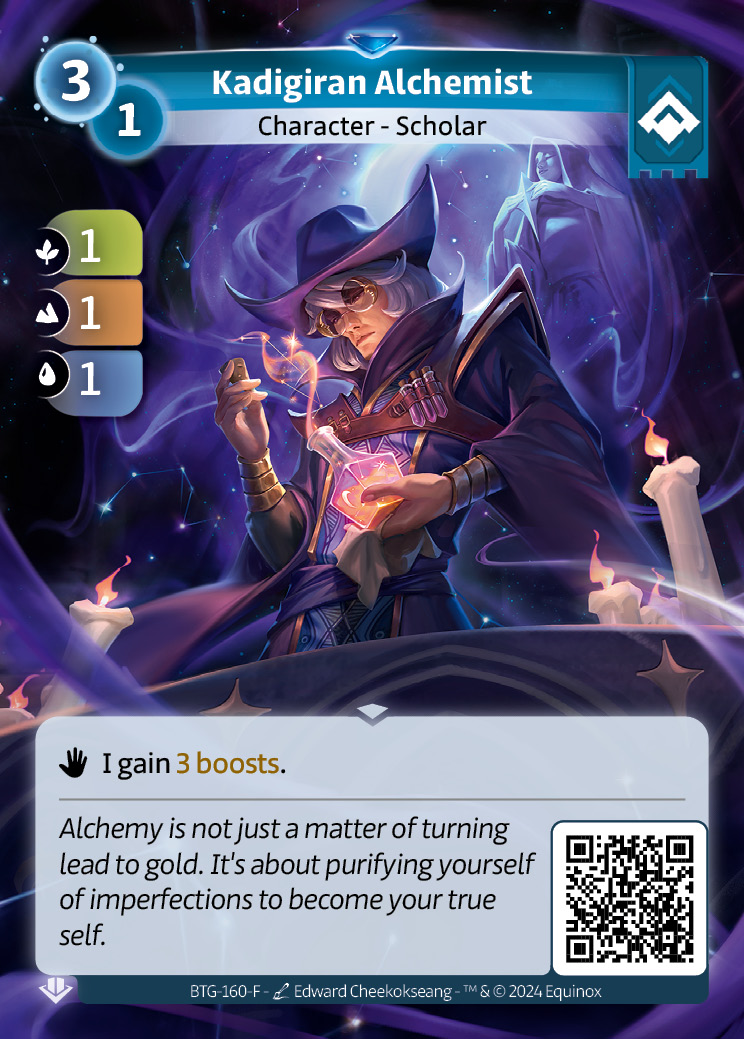 3
Kadigiran Alchemist
1
Character - Scholar
1
1
1
I gain 3 boosts.
Alchemy is not just a matter of turning
lead to gold. It's about purifying yourself
of imperfections to become your true
self.
BTG-160-F - Edward Cheekokseang - ™ & © 2024 Equinox